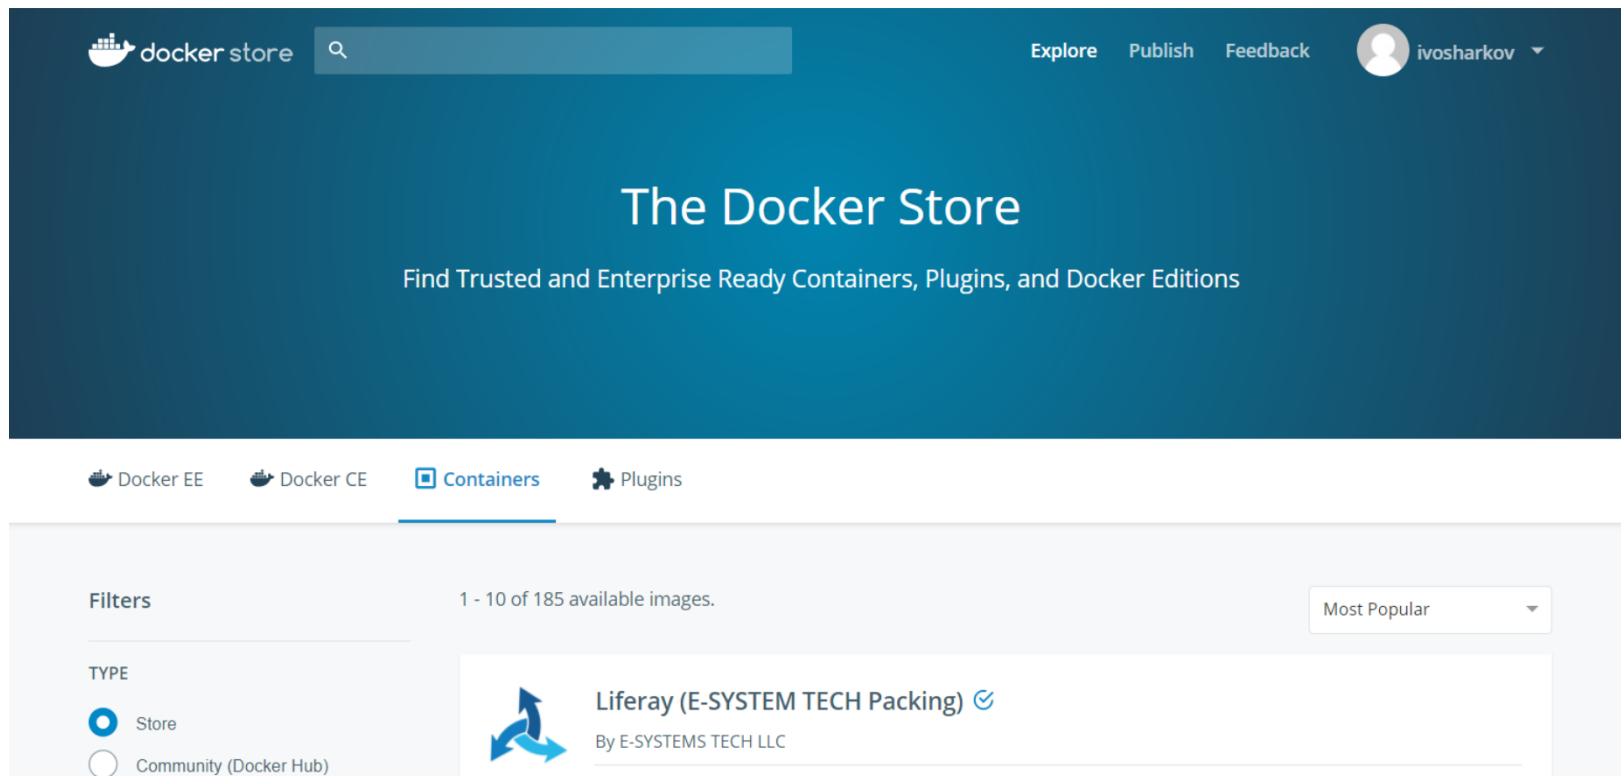 docker store
Explore Publish Feedback ivosharkov
The Docker Store
Find Trusted and Enterprise Ready Containers, Plugins, and Docker Editions
Docker EE Docker CE Containers Plugins
Filters
1 - 10 of 185 available images.
Most Popular
TYPE
Store
Community (Docker Hub)
Liferay (E-SYSTEM TECH Packing)
By E-SYSTEMS TECH LLC